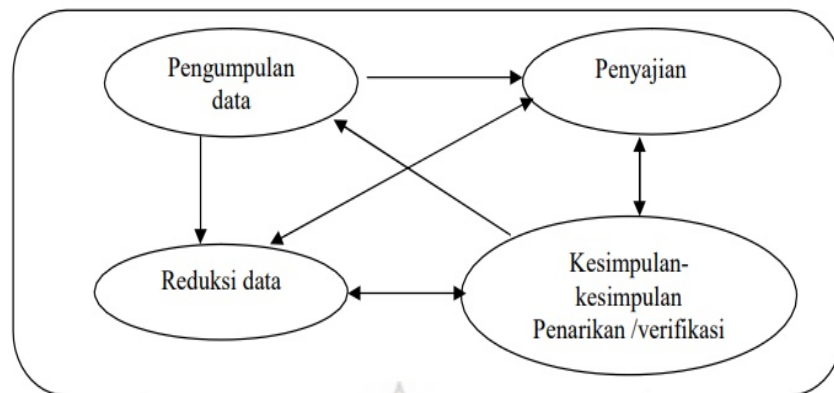 Pengumpulan
data
Penyajian
Reduksi data
Kesimpulan-
kesimpulan
Penarikan /verifikasi